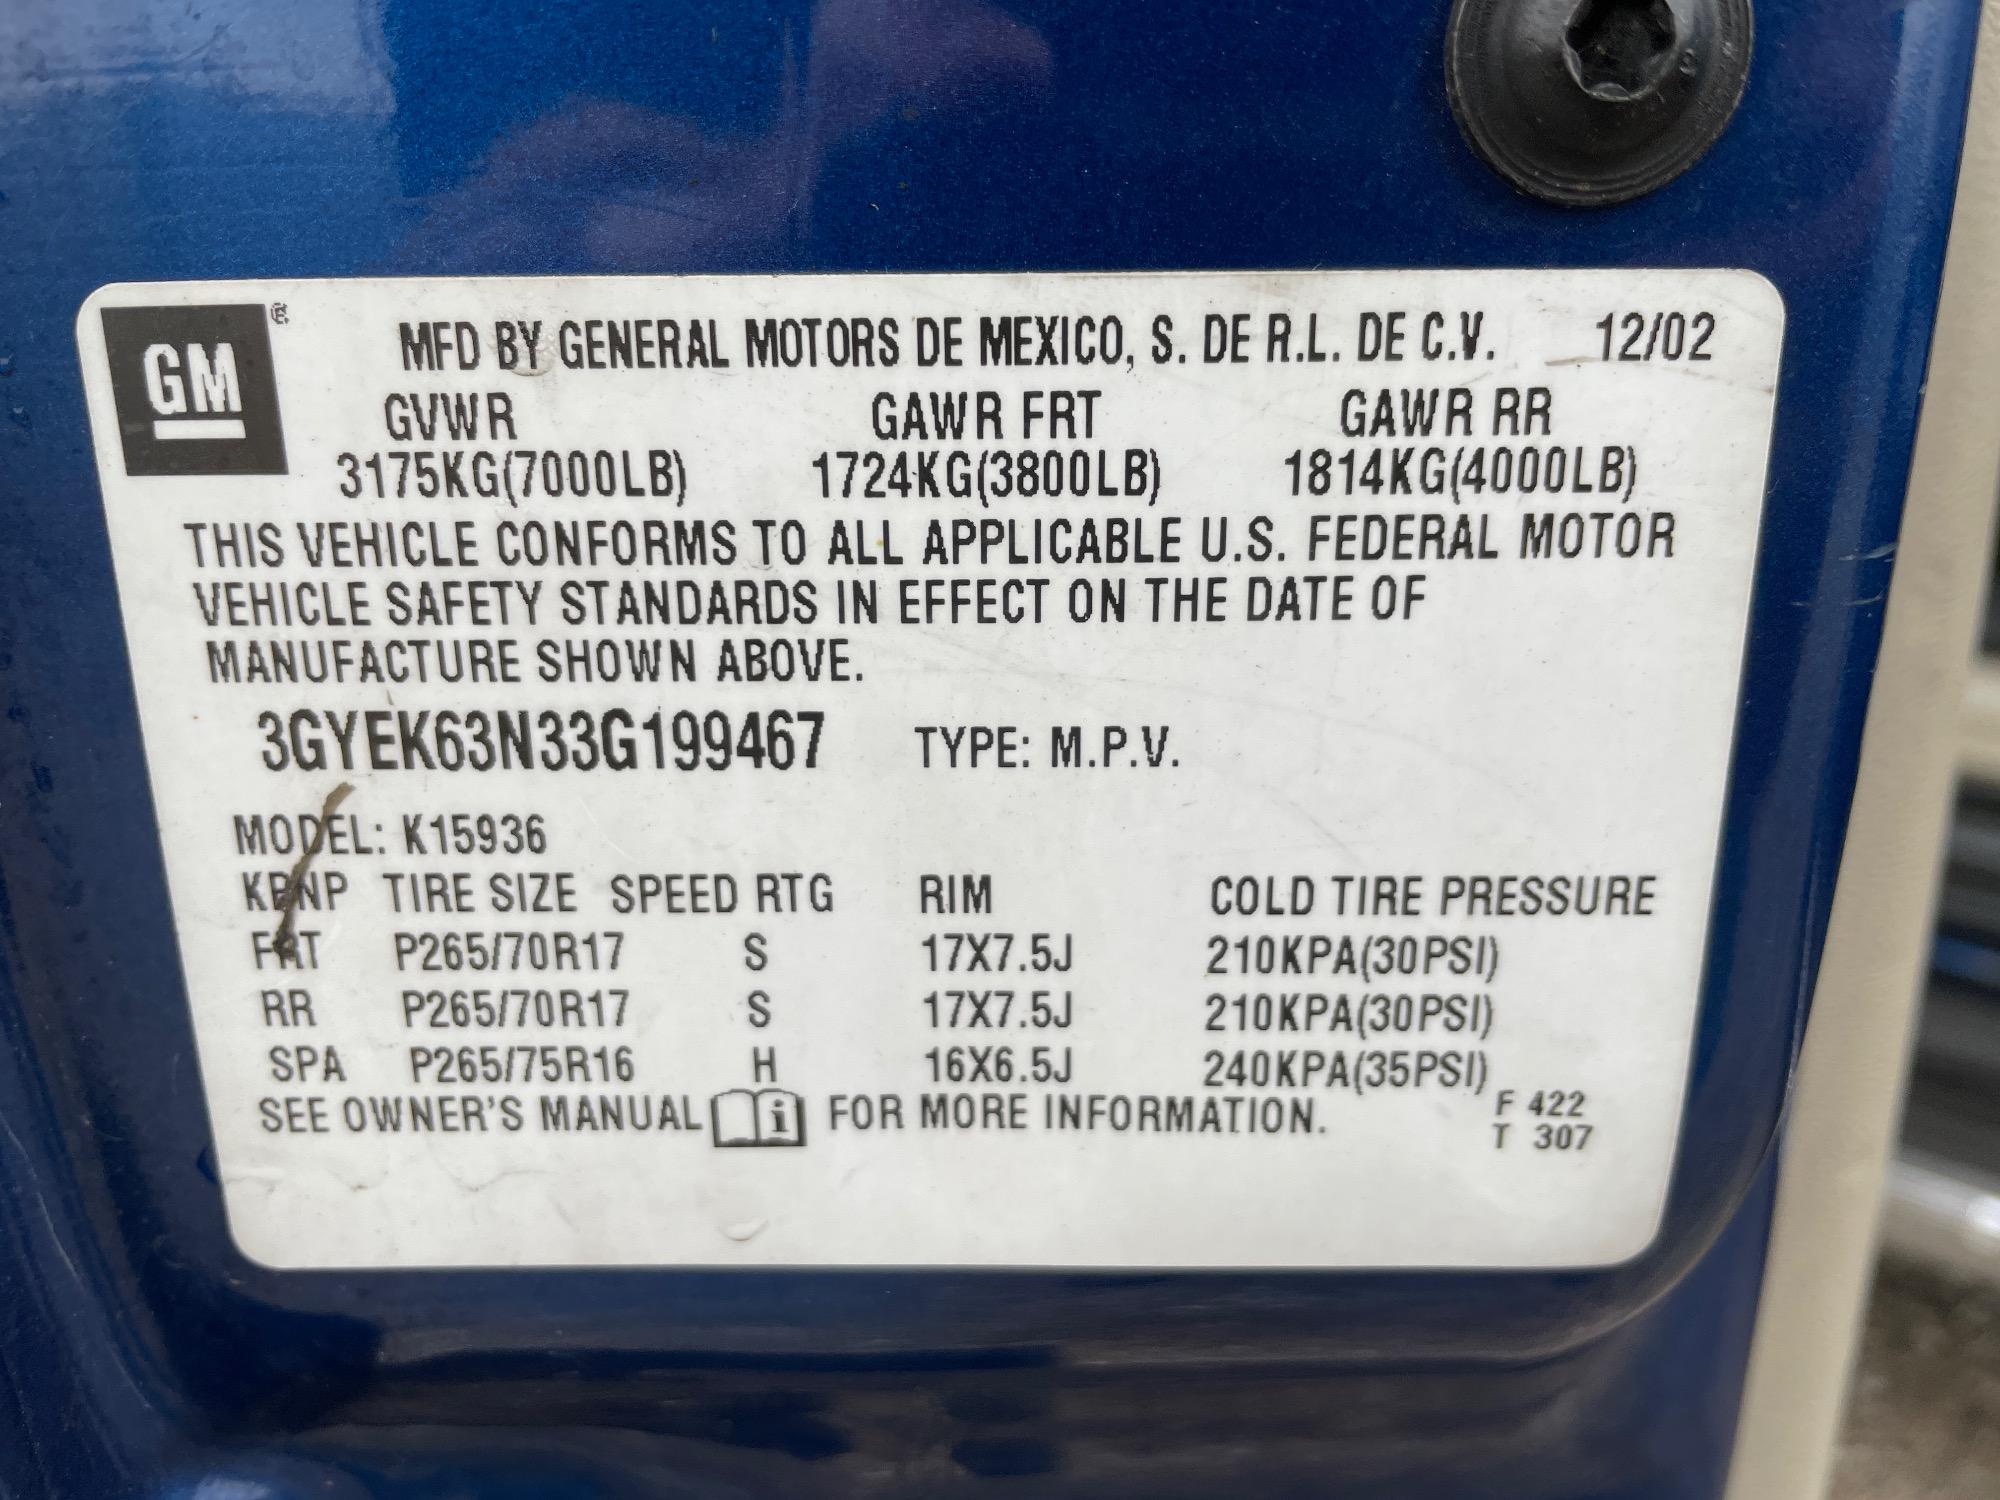 GM ®
MFD BY GENERAL MOTORS DE MEXICO, S. DE R.L. DE C.V. 12/02
GVWR GAWR FRT GAWR RR
3175KG(7000LB) 1724KG(3800LB) 1814KG(4000LB)
THIS VEHICLE CONFORMS TO ALL APPLICABLE U.S. FEDERAL MOTOR
VEHICLE SAFETY STANDARDS IN EFFECT ON THE DATE OF
MANUFACTURE SHOWN ABOVE.
3GYEK63N33G199467 TYPE: M.P.V.
MODEL: K15936
KBNP TIRE SIZE SPEED RTG RIM COLD TIRE PRESSURE
FRT P265/70R17 S 17X7.5J 210KPA(30PSI)
RR P265/70R17 S 17X7.5J 210KPA(30PSI)
SPA P265/75R16 H 16X6.5J 240KPA(35PSI)
SEE OWNER'S MANUAL i FOR MORE INFORMATION. F 422
T 307